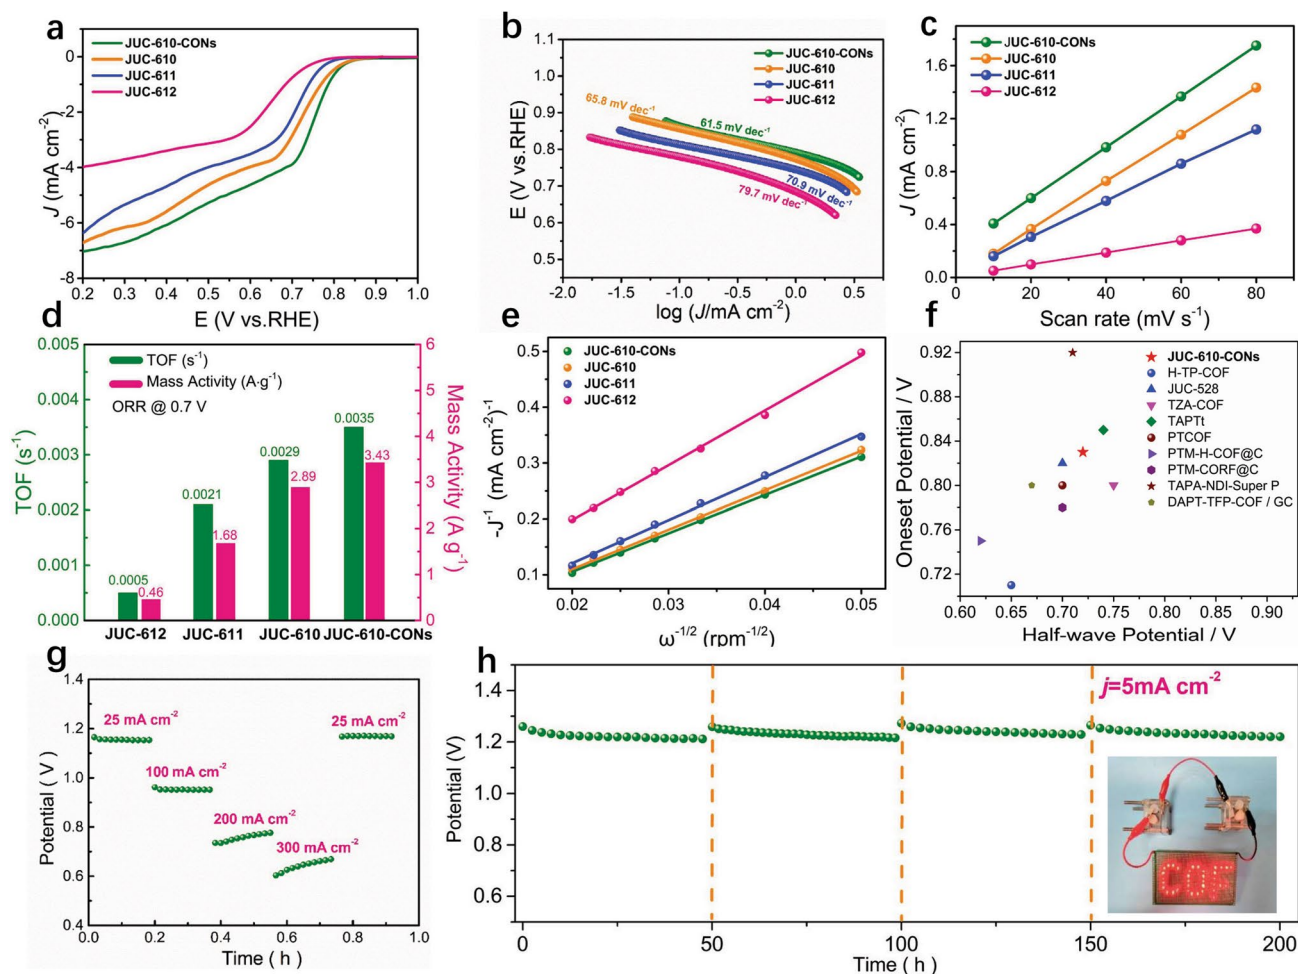 a
JUC-610-CONs
JUC-610
JUC-611
JUC-612
J (mA cm-2)
0
-2
-4
-6
-8
0.2 0.3 0.4 0.5 0.6 0.7 0.8 0.9 1.0
E (V vs.RHE)
b
JUC-610-CONs
JUC-610
JUC-611
JUC-612
65.8 mV dec-1
61.5 mV dec-1
70.9 mV dec-1
79.7 mV dec-1
E (V vs.RHE)
1.1
1.0
0.9
0.8
0.7
0.6
0.5
-2.0 -1.5 -1.0 -0.5 0.0 0.5
log (J/mA cm-2)
c
JUC-610-CONs
JUC-610
JUC-611
JUC-612
J (mA cm-2)
1.6
1.2
0.8
0.4
0.0
0 20 40 60 80
Scan rate (mV s-1)
d
TOF (s-1)
Mass Activity (A·g-1)
ORR @ 0.7 V
TOF (s-1)
0.005
0.004
0.003
0.002
0.001
0.000
0.0005
0.46
0.0021
1.68
0.0029
2.89
0.0035
3.43
6
5
4
3
2
1
0
Mass Activity (A g-1)
JUC-612 JUC-611 JUC-610 JUC-610-CONs
e
JUC-610-CONs
JUC-610
JUC-611
JUC-612
-J-1 (mA cm-2)-1
0.5
0.4
0.3
0.2
0.1
0.02 0.03 0.04 0.05
ω-1/2 (rpm-1/2)
f
JUC-610-CONs
H-TP-COF
JUC-528
TZA-COF
TAPTt
PTCOF
PTM-H-COF@C
PTM-CORF@C
TAPA-NDI-Super P
DAPT-TFP-COF / GC
Oneset Potential / V
0.92
0.88
0.84
0.80
0.76
0.72
0.60 0.65 0.70 0.75 0.80 0.85 0.90
Half-wave Potential / V
g
25 mA cm-2
100 mA cm-2
200 mA cm-2
300 mA cm-2
25 mA cm-2
Potential ( V )
1.4
1.2
1.0
0.8
0.6
0.4
0.0 0.2 0.4 0.6 0.8 1.0
Time ( h )
h
j=5mA cm-2
Potential (V)
1.4
1.2
1.0
0.8
0.6
0 50 100 150 200
Time ( h )
COF